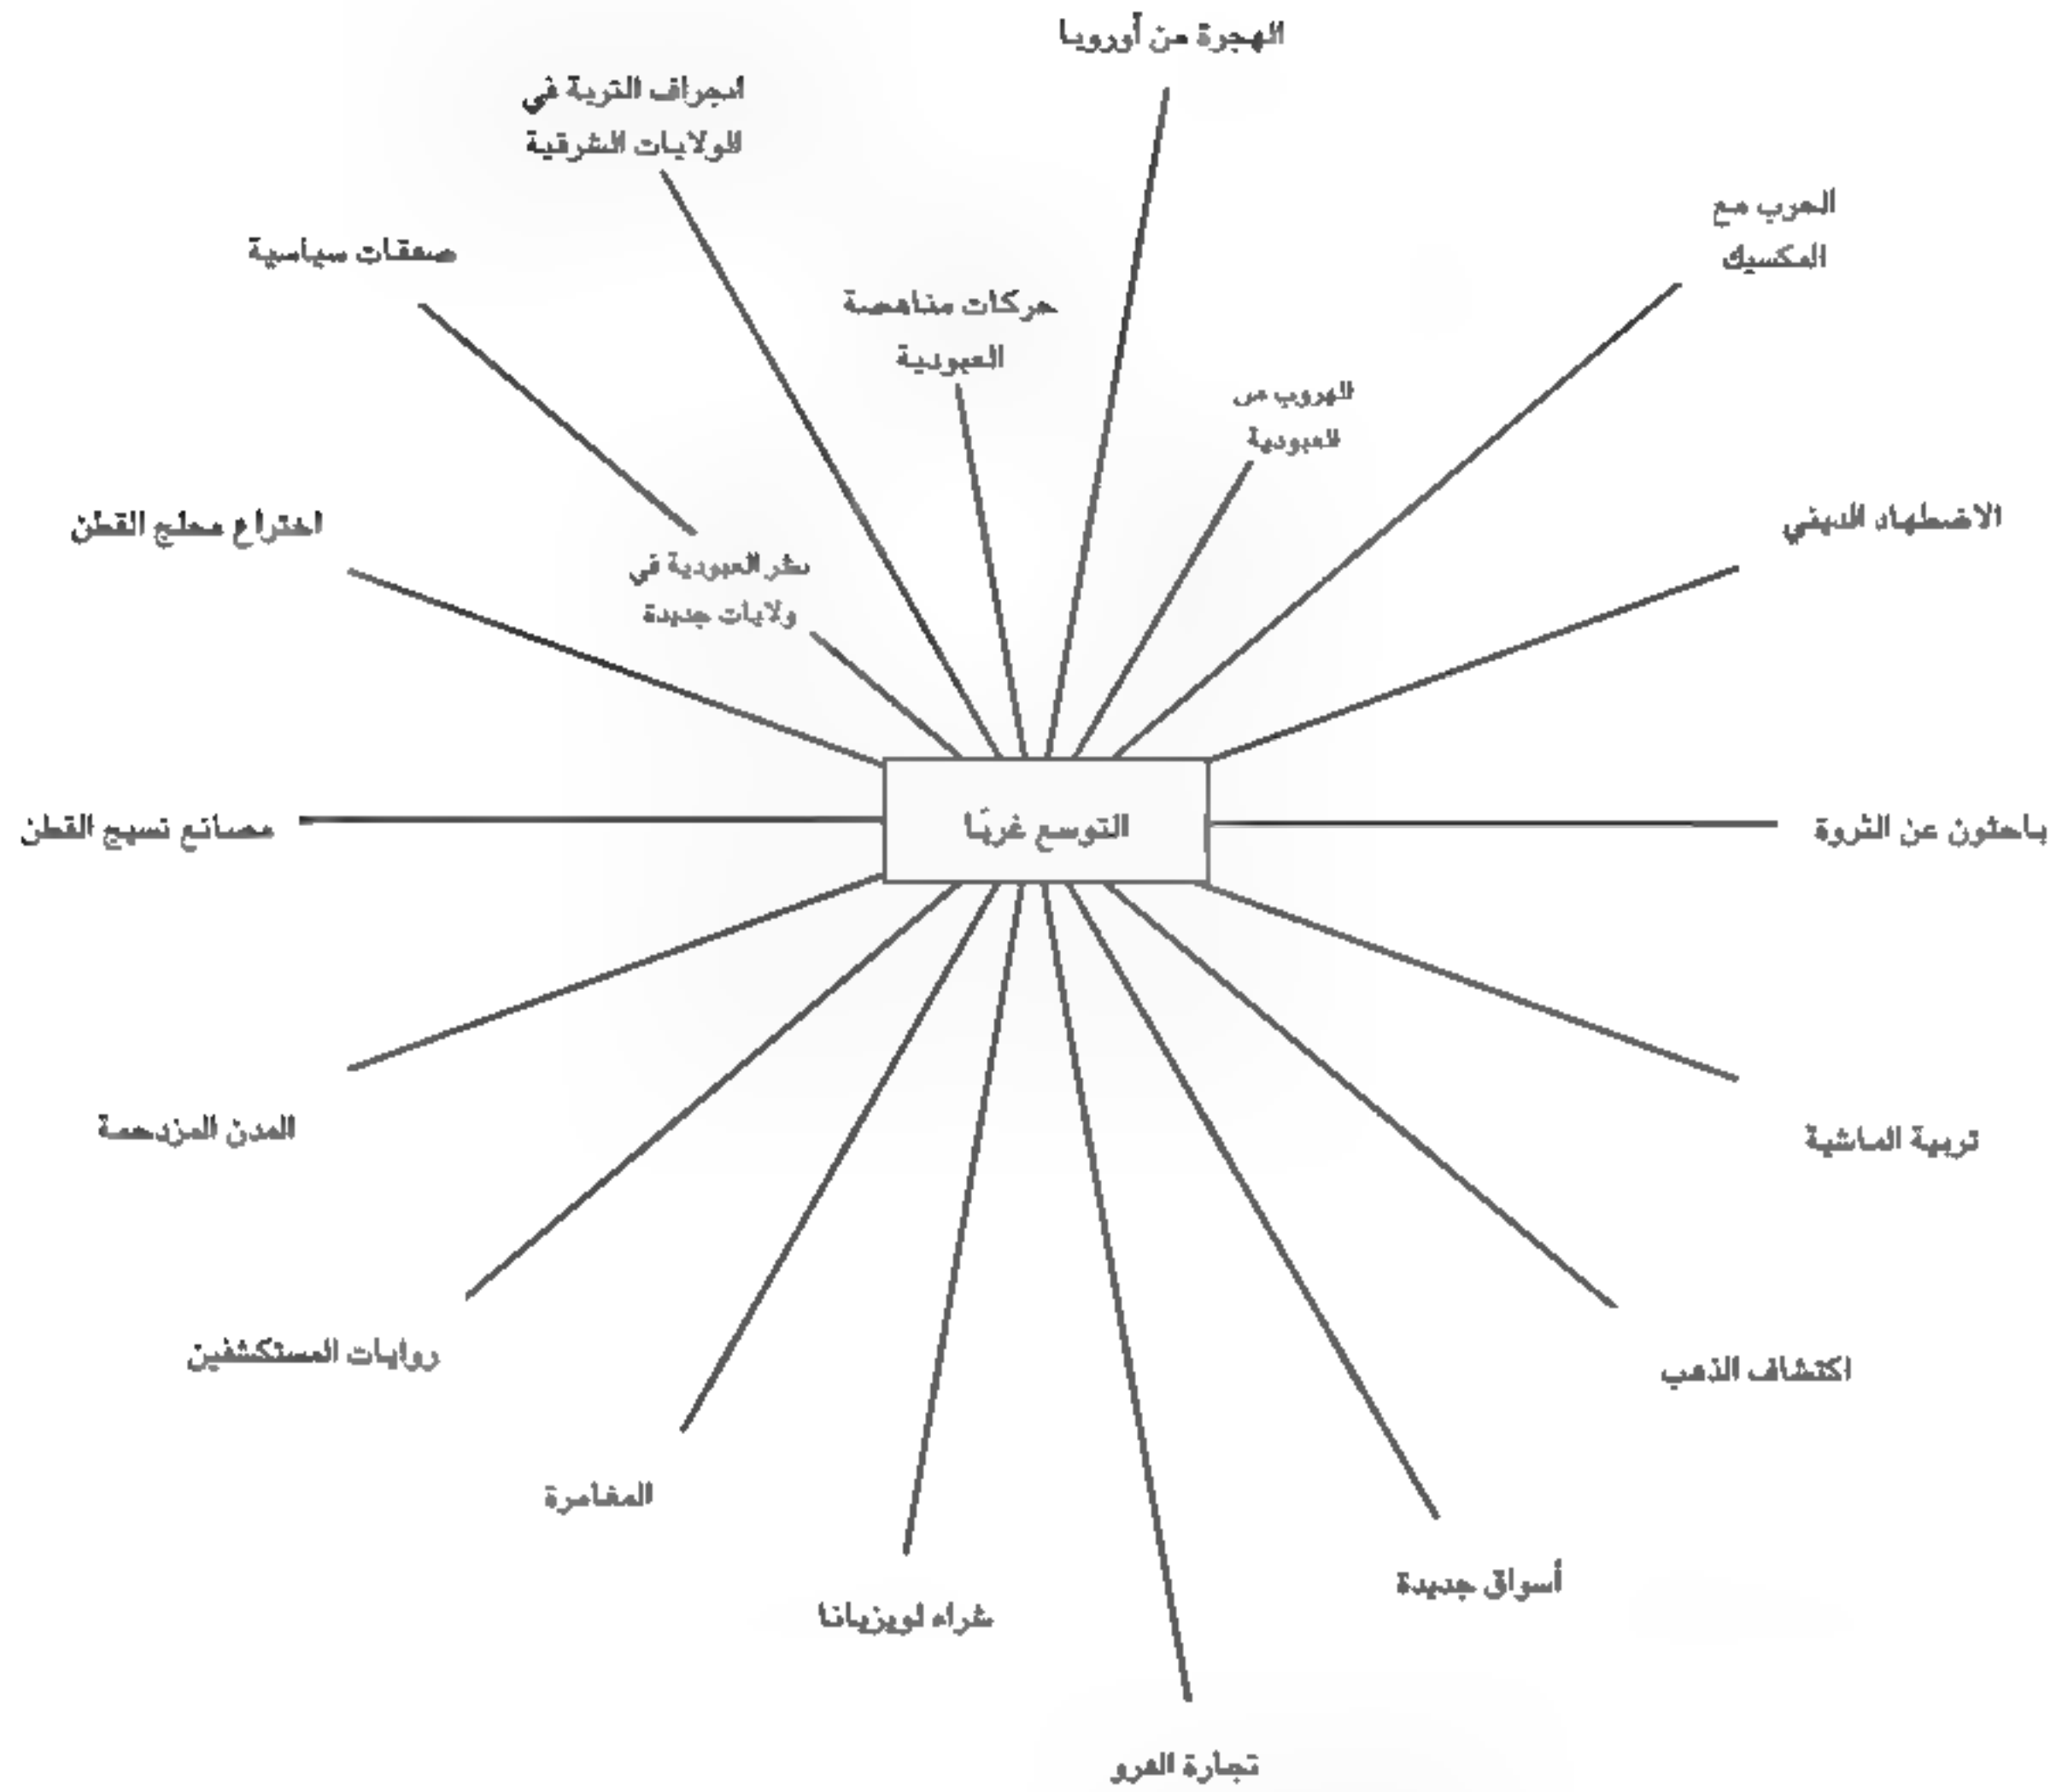 الهجرة من أوروبا
انجراف التربة في
الولايات الشرقية
الحرب مع
المكسيك
صفقات سياسية
حركات مناهضة
العبودية
الهروب من
العبودية
اختراع محلج القطن
الاضطهاد الديني
نشر العبودية في
ولايات جديدة
مصانع نسيج القطن
التوسع غربًا
باحثون عن الثروة
المدن المزدحمة
تربية الماشية
روايات المستكشفين
اكتشاف الذهب
المغامرة
أسواق جديدة
شراء لويزيانا
تجارة الفرو